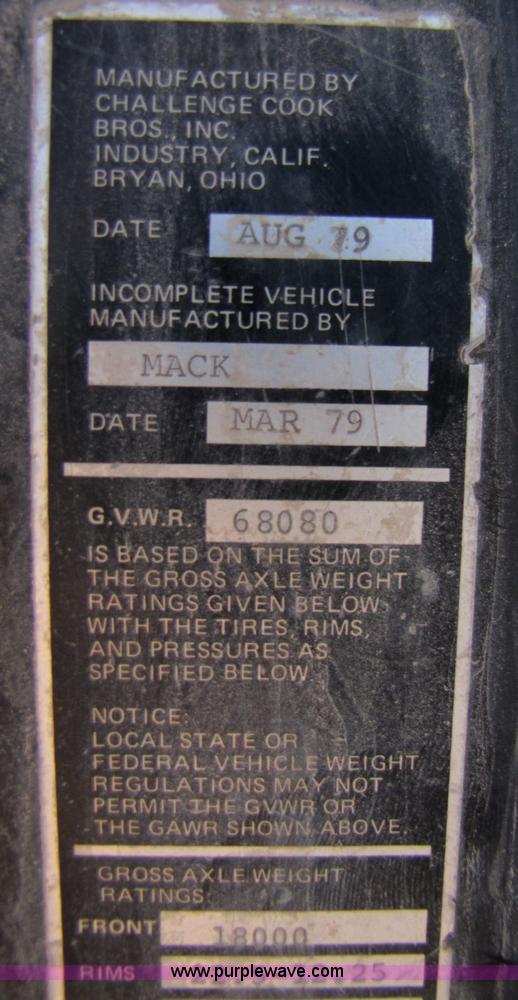 MANUFACTURED BY
CHALLENGE COOK
BROS., INC.
INDUSTRY, CALIF.
BRYAN, OHIO
DATE AUG 79
INCOMPLETE VEHICLE
MANUFACTURED BY
MACK
DATE MAR 79
G.V.W.R. 68080
IS BASED ON THE SUM OF
THE GROSS AXLE WEIGHT
RATINGS GIVEN BELOW
WITH THE TIRES, RIMS,
AND PRESSURES AS
SPECIFIED BELOW
NOTICE:
LOCAL STATE OR
FEDERAL VEHICLE WEIGHT
REGULATIONS MAY NOT
PERMIT THE GVWR OR
THE GAWR SHOWN ABOVE.
GROSS AXLE WEIGHT
RATINGS:
FRONT 18000
RIMS
www.purplewave.com